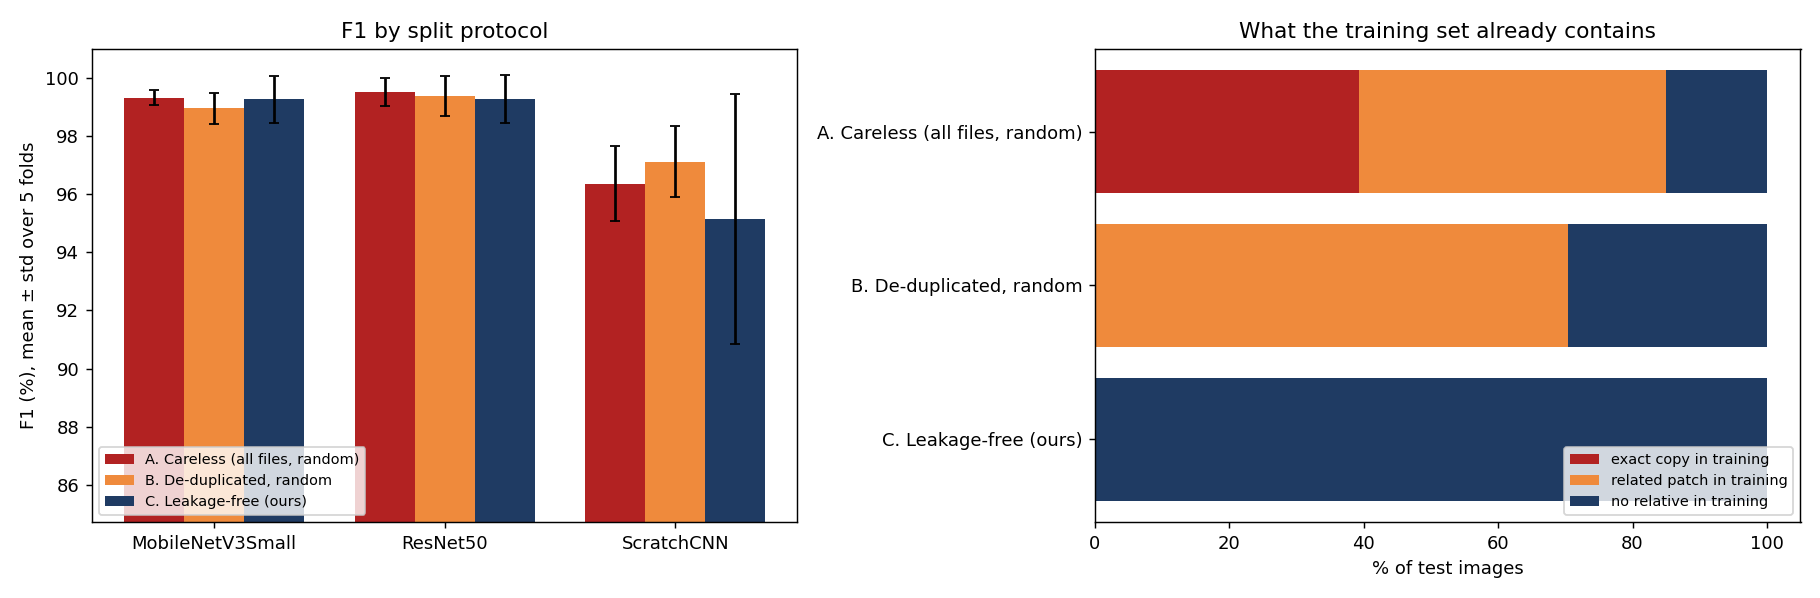 F1 by split protocol
F1 (%), mean ± std over 5 folds
100
98
96
94
92
90
88
86
A. Careless (all files, random)
B. De-duplicated, random
C. Leakage-free (ours)
MobileNetV3Small
ResNet50
ScratchCNN
What the training set already contains
A. Careless (all files, random)
B. De-duplicated, random
C. Leakage-free (ours)
exact copy in training
related patch in training
no relative in training
0
20
40
60
80
100
% of test images